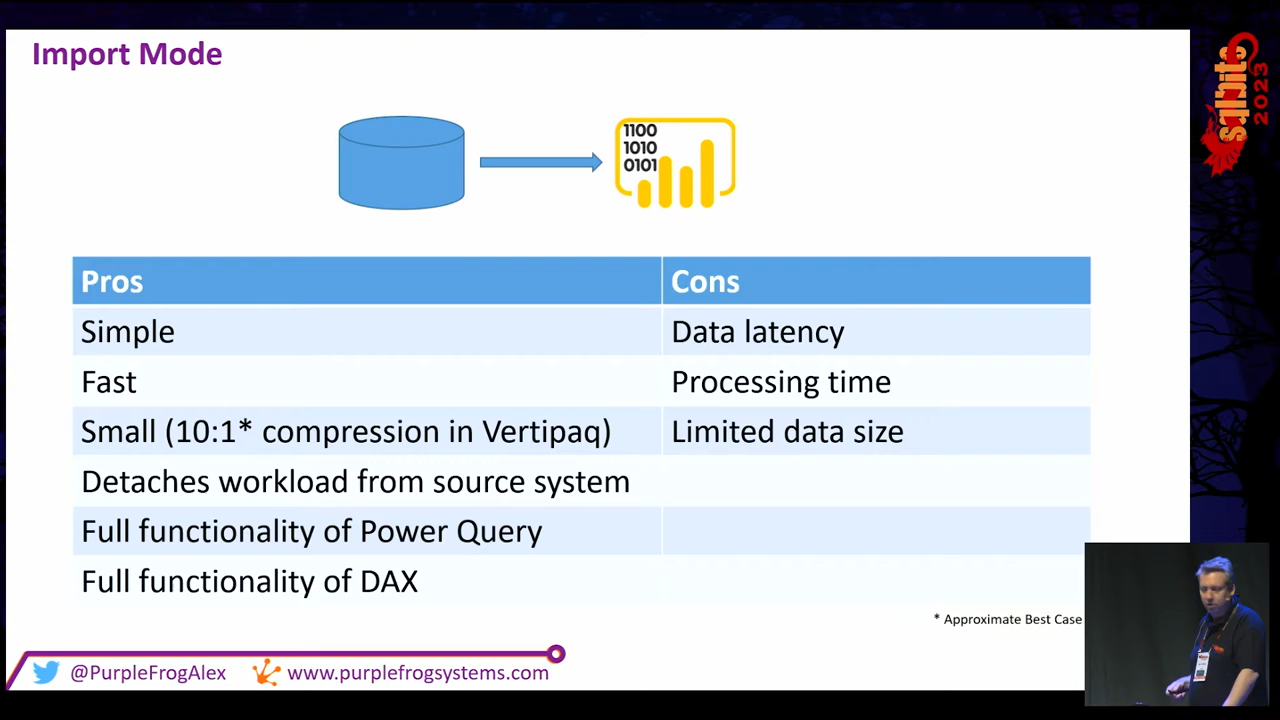 Import Mode
sqlbits
2023
1100
1010
0101
Pros
Cons
Simple
Data latency
Fast
Processing time
Small (10:1* compression in Vertipaq)
Limited data size
Detaches workload from source system
Full functionality of Power Query
Full functionality of DAX
* Approximate Best Case
@PurpleFrogAlex
www.purplefrogsystems.com